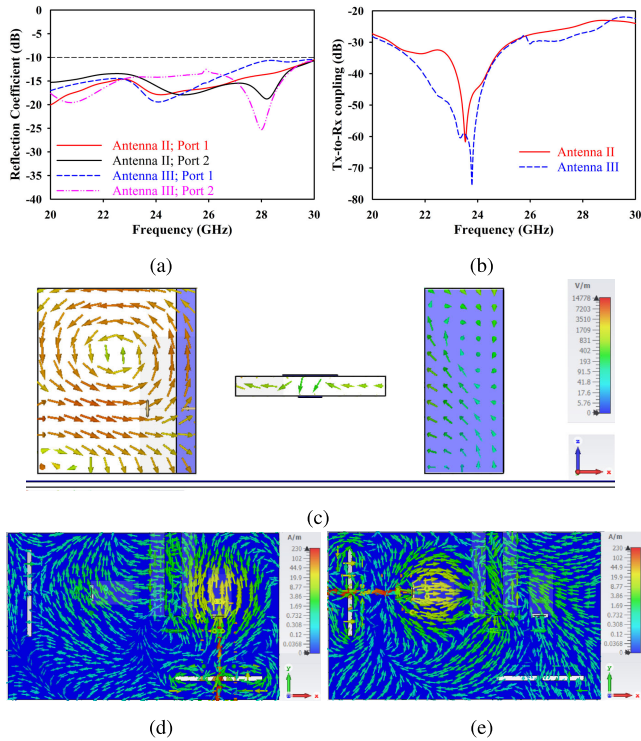 0
-5
-10
-15
-20
-25
-30
-35
-40
Reflection Coefficient (dB)
Antenna II; Port 1
Antenna II; Port 2
Antenna III; Port 1
Antenna III; Port 2
20 22 24 26 28 30
Frequency (GHz)
(a)
-20
-30
-40
-50
-60
-70
-80
Tx-to-Rx coupling (dB)
Antenna II
Antenna III
20 22 24 26 28 30
Frequency (GHz)
(b)
V/m
14778
7203
3510
1709
830
402
193
91.5
41.8
17.6
5.76
0
z
x
(c)
A/m
230
102
44.9
19.7
8.77
3.86
1.69
0.732
0.308
0.12
0.0368
0
y
x
(d)
A/m
230
102
44.9
19.7
8.77
3.86
1.69
0.732
0.308
0.12
0.0368
0
y
x
(e)